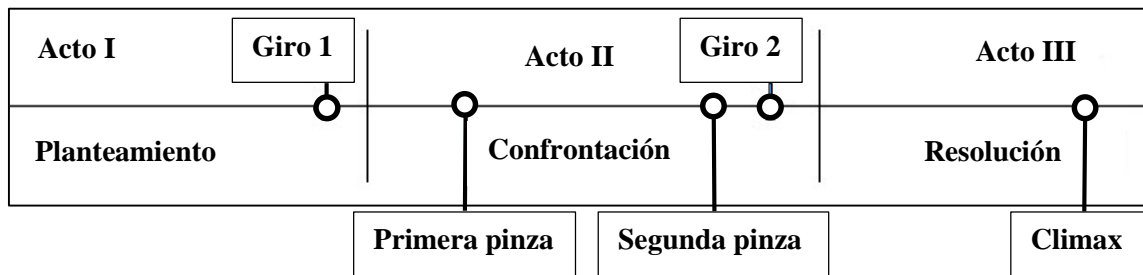 Acto I
Giro 1
Acto II
Giro 2
Acto III
Planteamiento
Confrontación
Resolución
Primera pinza
Segunda pinza
Climax